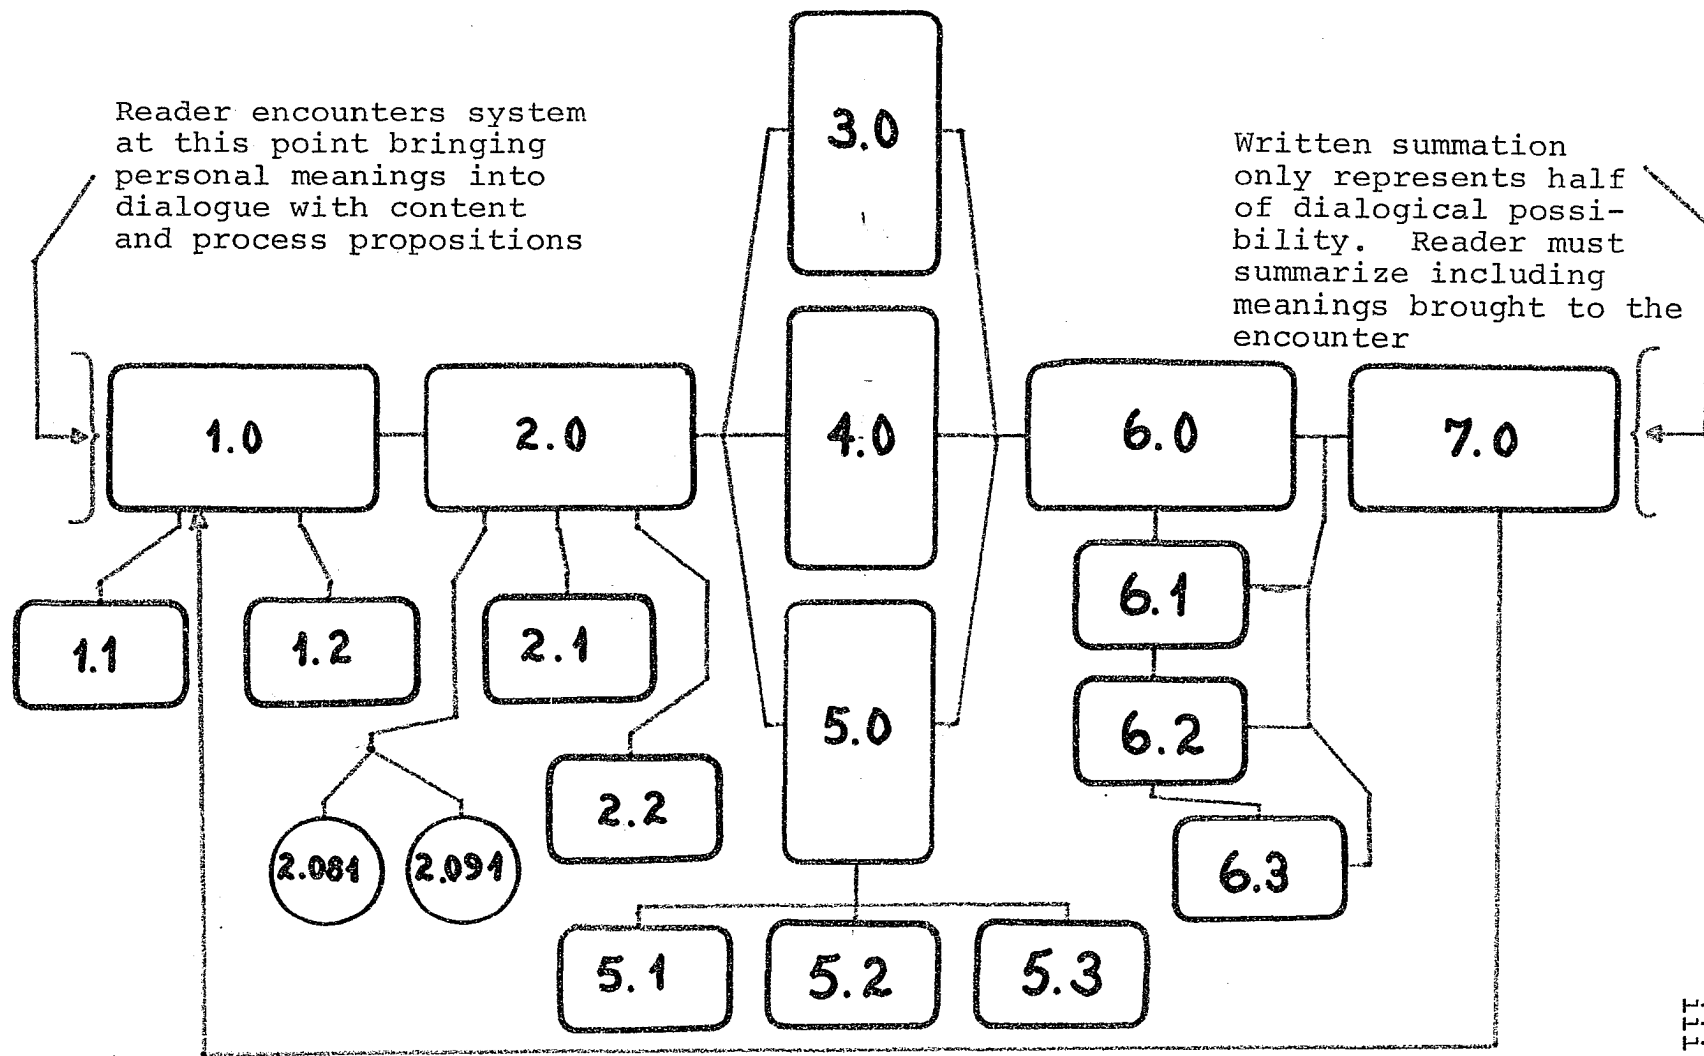 Reader encounters system
at this point bringing
personal meanings into
dialogue with content
and process propositions
Written summation
only represents half
of dialogical possi-
bility. Reader must
summarize including
meanings brought to the
encounter
3.0
1.0
2.0
4.0
6.0
7.0
1.1
1.2
2.1
6.1
5.0
6.2
2.2
2.081
2.091
6.3
5.1
5.2
5.3